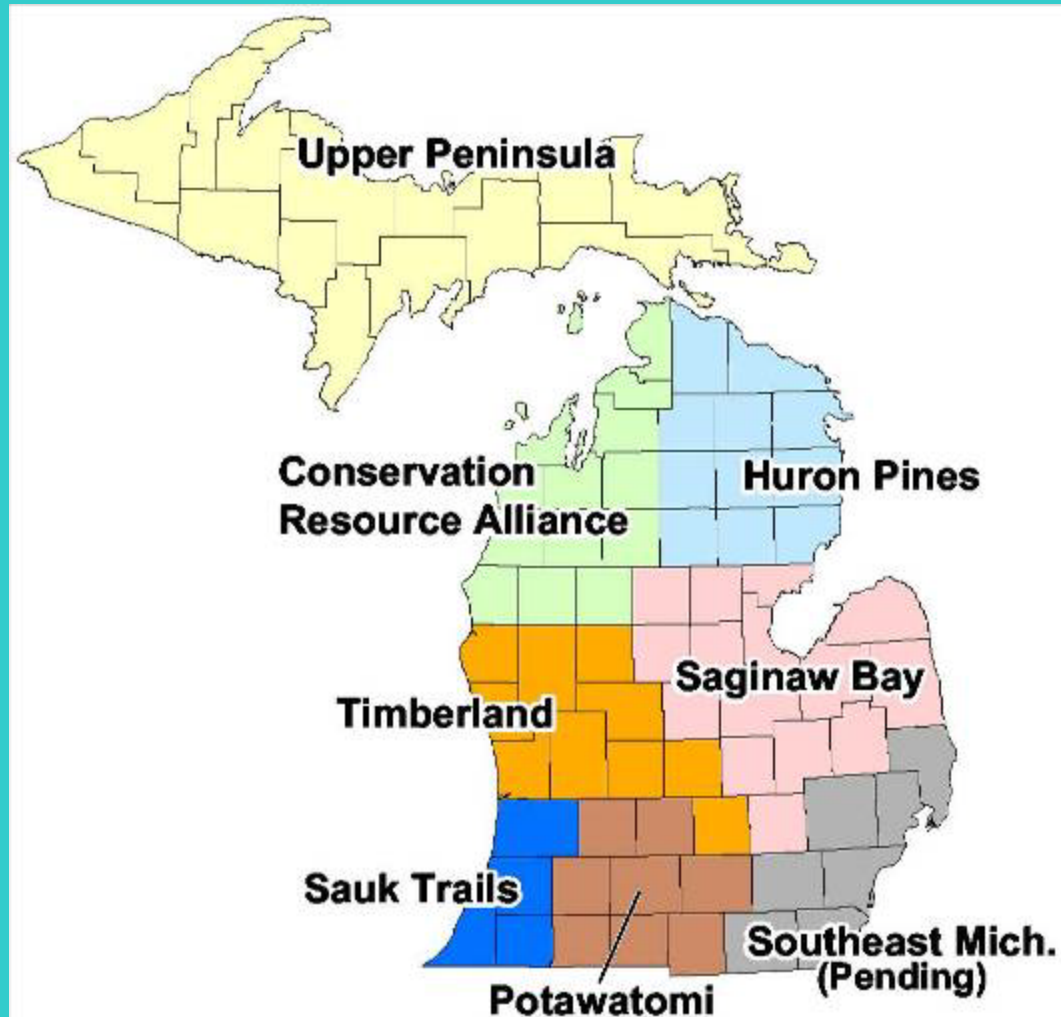 Upper Peninsula
Conservation
Resource Alliance
Huron Pines
Saginaw Bay
Timberland
Sauk Trails
Southeast Mich.
(Pending)
Potawatomi